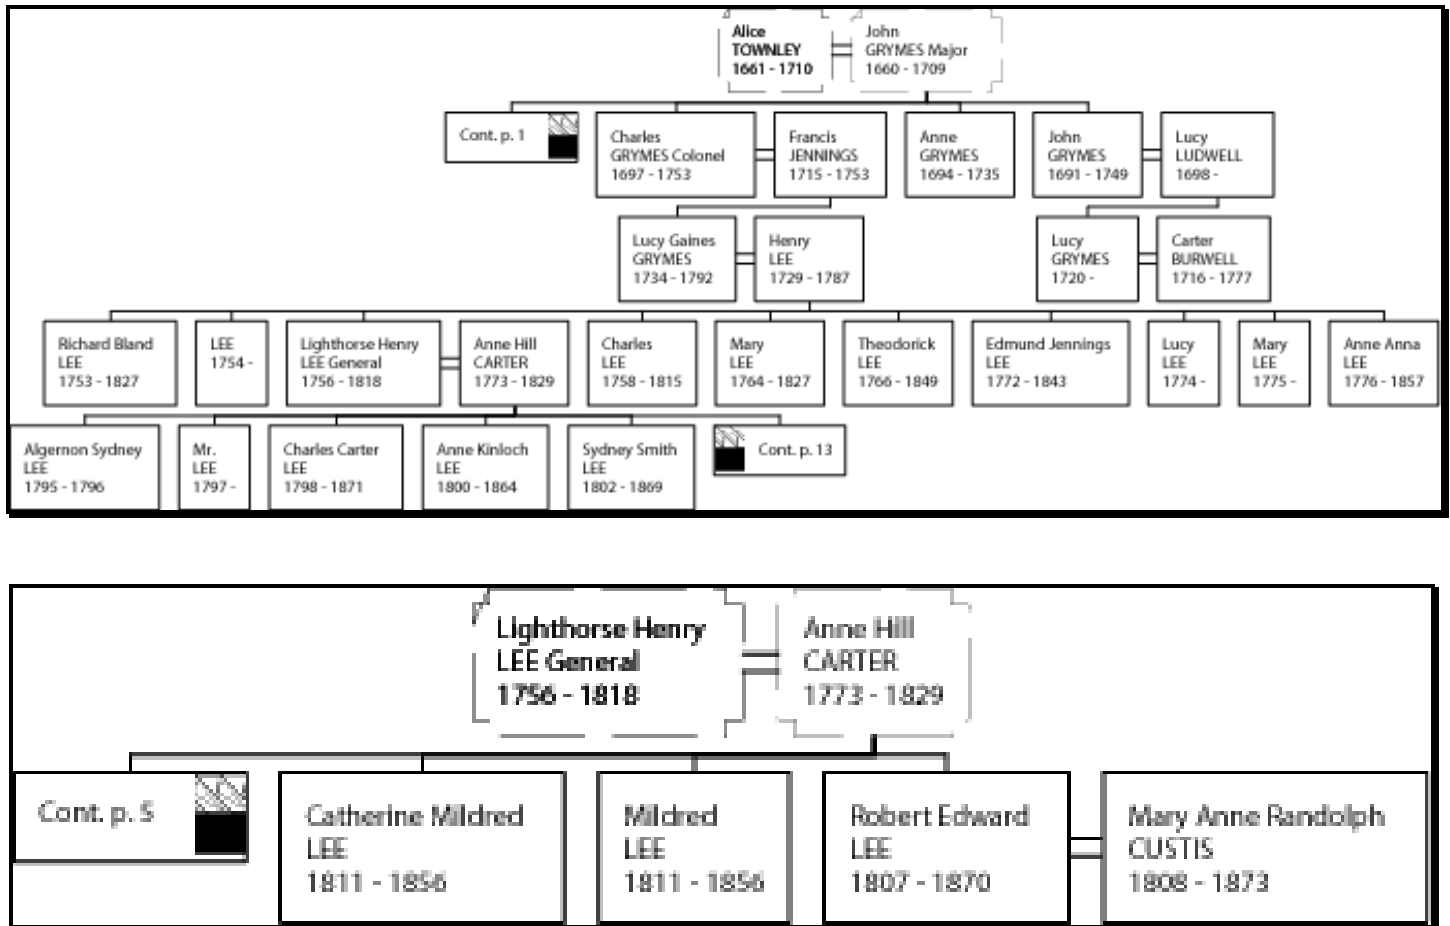 Alice
TOWNLEY
1661 - 1710
John
GRYMES Major
1660 - 1709
Cont. p. 1
Charles
GRYMES Colonel
1697 - 1753
Francis
JENNINGS
1715 - 1753
Anne
GRYMES
1694 - 1735
John
GRYMES
1691 - 1749
Lucy
LUDWELL
1698 -
Lucy Gaines
GRYMES
1734 - 1792
Henry
LEE
1729 - 1787
Lucy
GRYMES
1720 -
Carter
BURWELL
1716 - 1777
Richard Bland
LEE
1753 - 1827
LEE
1754 -
Lighthorse Henry
LEE General
1756 - 1818
Anne Hill
CARTER
1773 - 1829
Charles
LEE
1758 - 1815
Mary
LEE
1764 - 1827
Theodorick
LEE
1766 - 1849
Edmund Jennings
LEE
1772 - 1843
Lucy
LEE
1774 -
Mary
LEE
1775 -
Anne Anna
LEE
1776 - 1857
Algernon Sydney
LEE
1795 - 1796
Mr.
LEE
1797 -
Charles Carter
LEE
1798 - 1871
Anne Kinloch
LEE
1800 - 1864
Sydney Smith
LEE
1802 - 1869
Cont. p. 13
Lighthorse Henry
LEE General
1756 - 1818
Anne Hill
CARTER
1773 - 1829
Cont. p. 5
Catherine Mildred
LEE
1811 - 1856
Mildred
LEE
1811 - 1856
Robert Edward
LEE
1807 - 1870
Mary Anne Randolph
CUSTIS
1808 - 1873